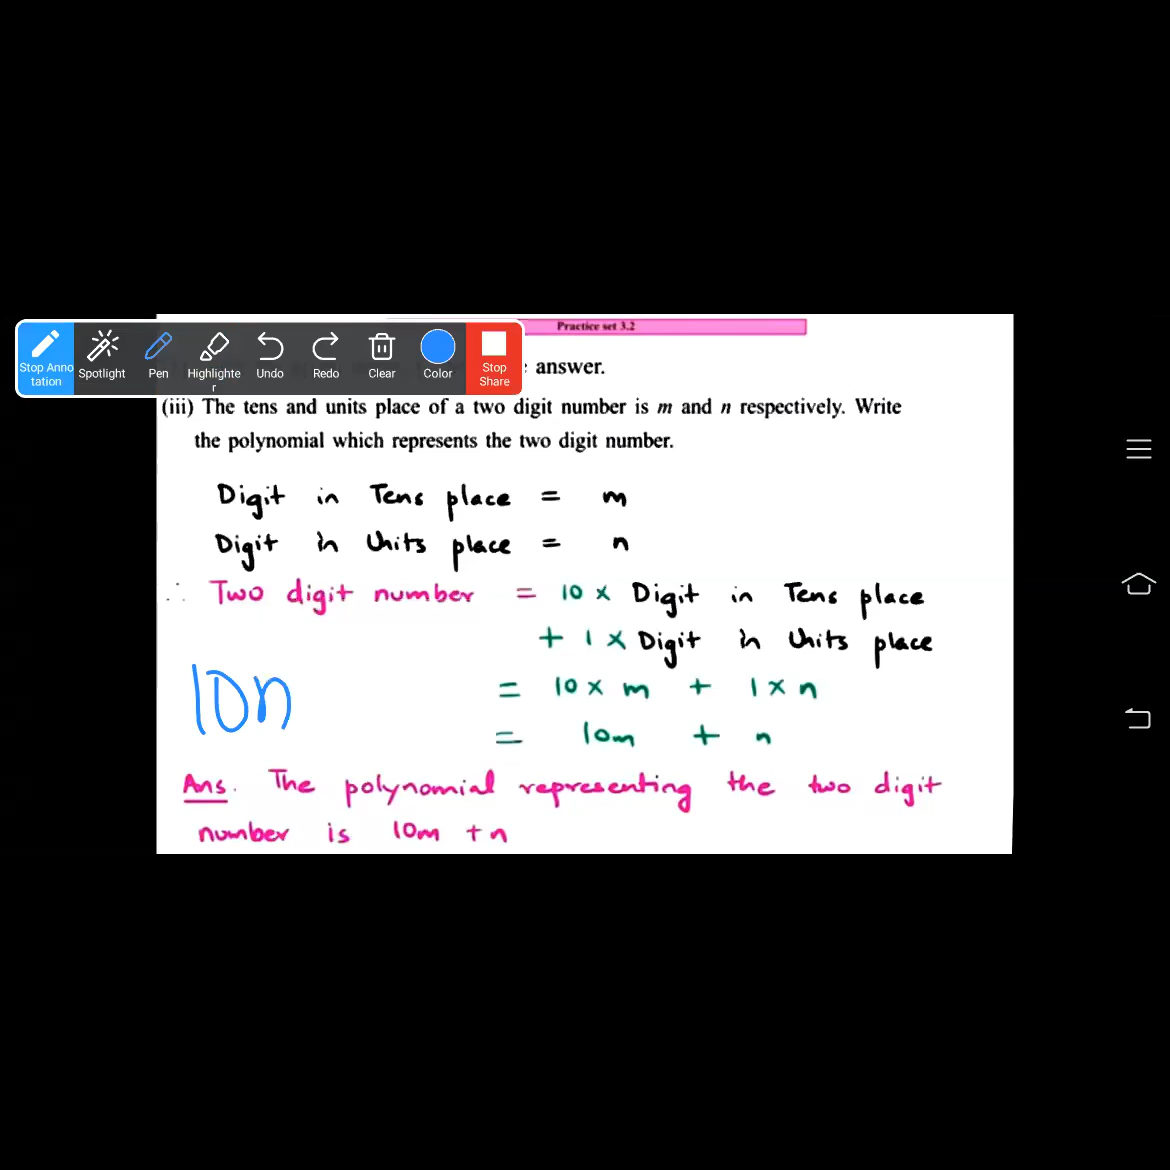 Stop Anno
tation
Spotlight
Pen
Highlighte
r
Undo
Redo
Clear
Color
Stop
Share
Practice set 3.2
answer.
(iii) The tens and units place of a two digit number is m and n respectively. Write
the polynomial which represents the two digit number.
Digit in Tens place = m
Digit in Units place = n
∴ Two digit number = 10 × Digit in Tens place
+ 1 × Digit in Units place
= 10 × m + 1 × n
10n
= 10m + n
Ans. The polynomial representing the two digit
number is 10m + n